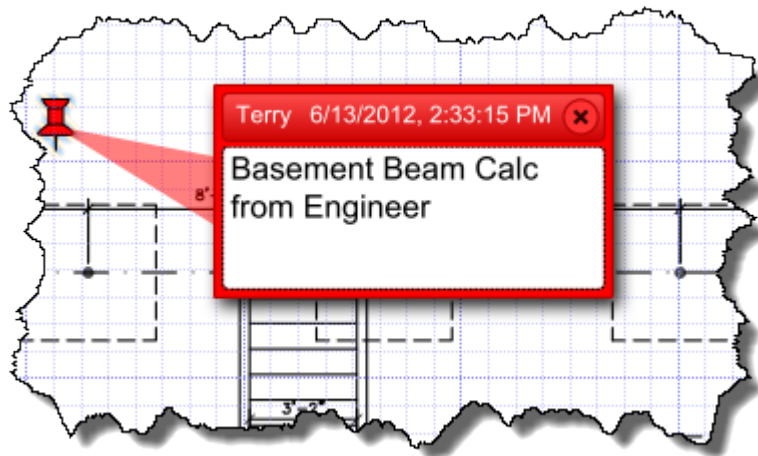 Terry 6/13/2012, 2:33:15 PM
Basement Beam Calc
from Engineer
8'-
3'-2"